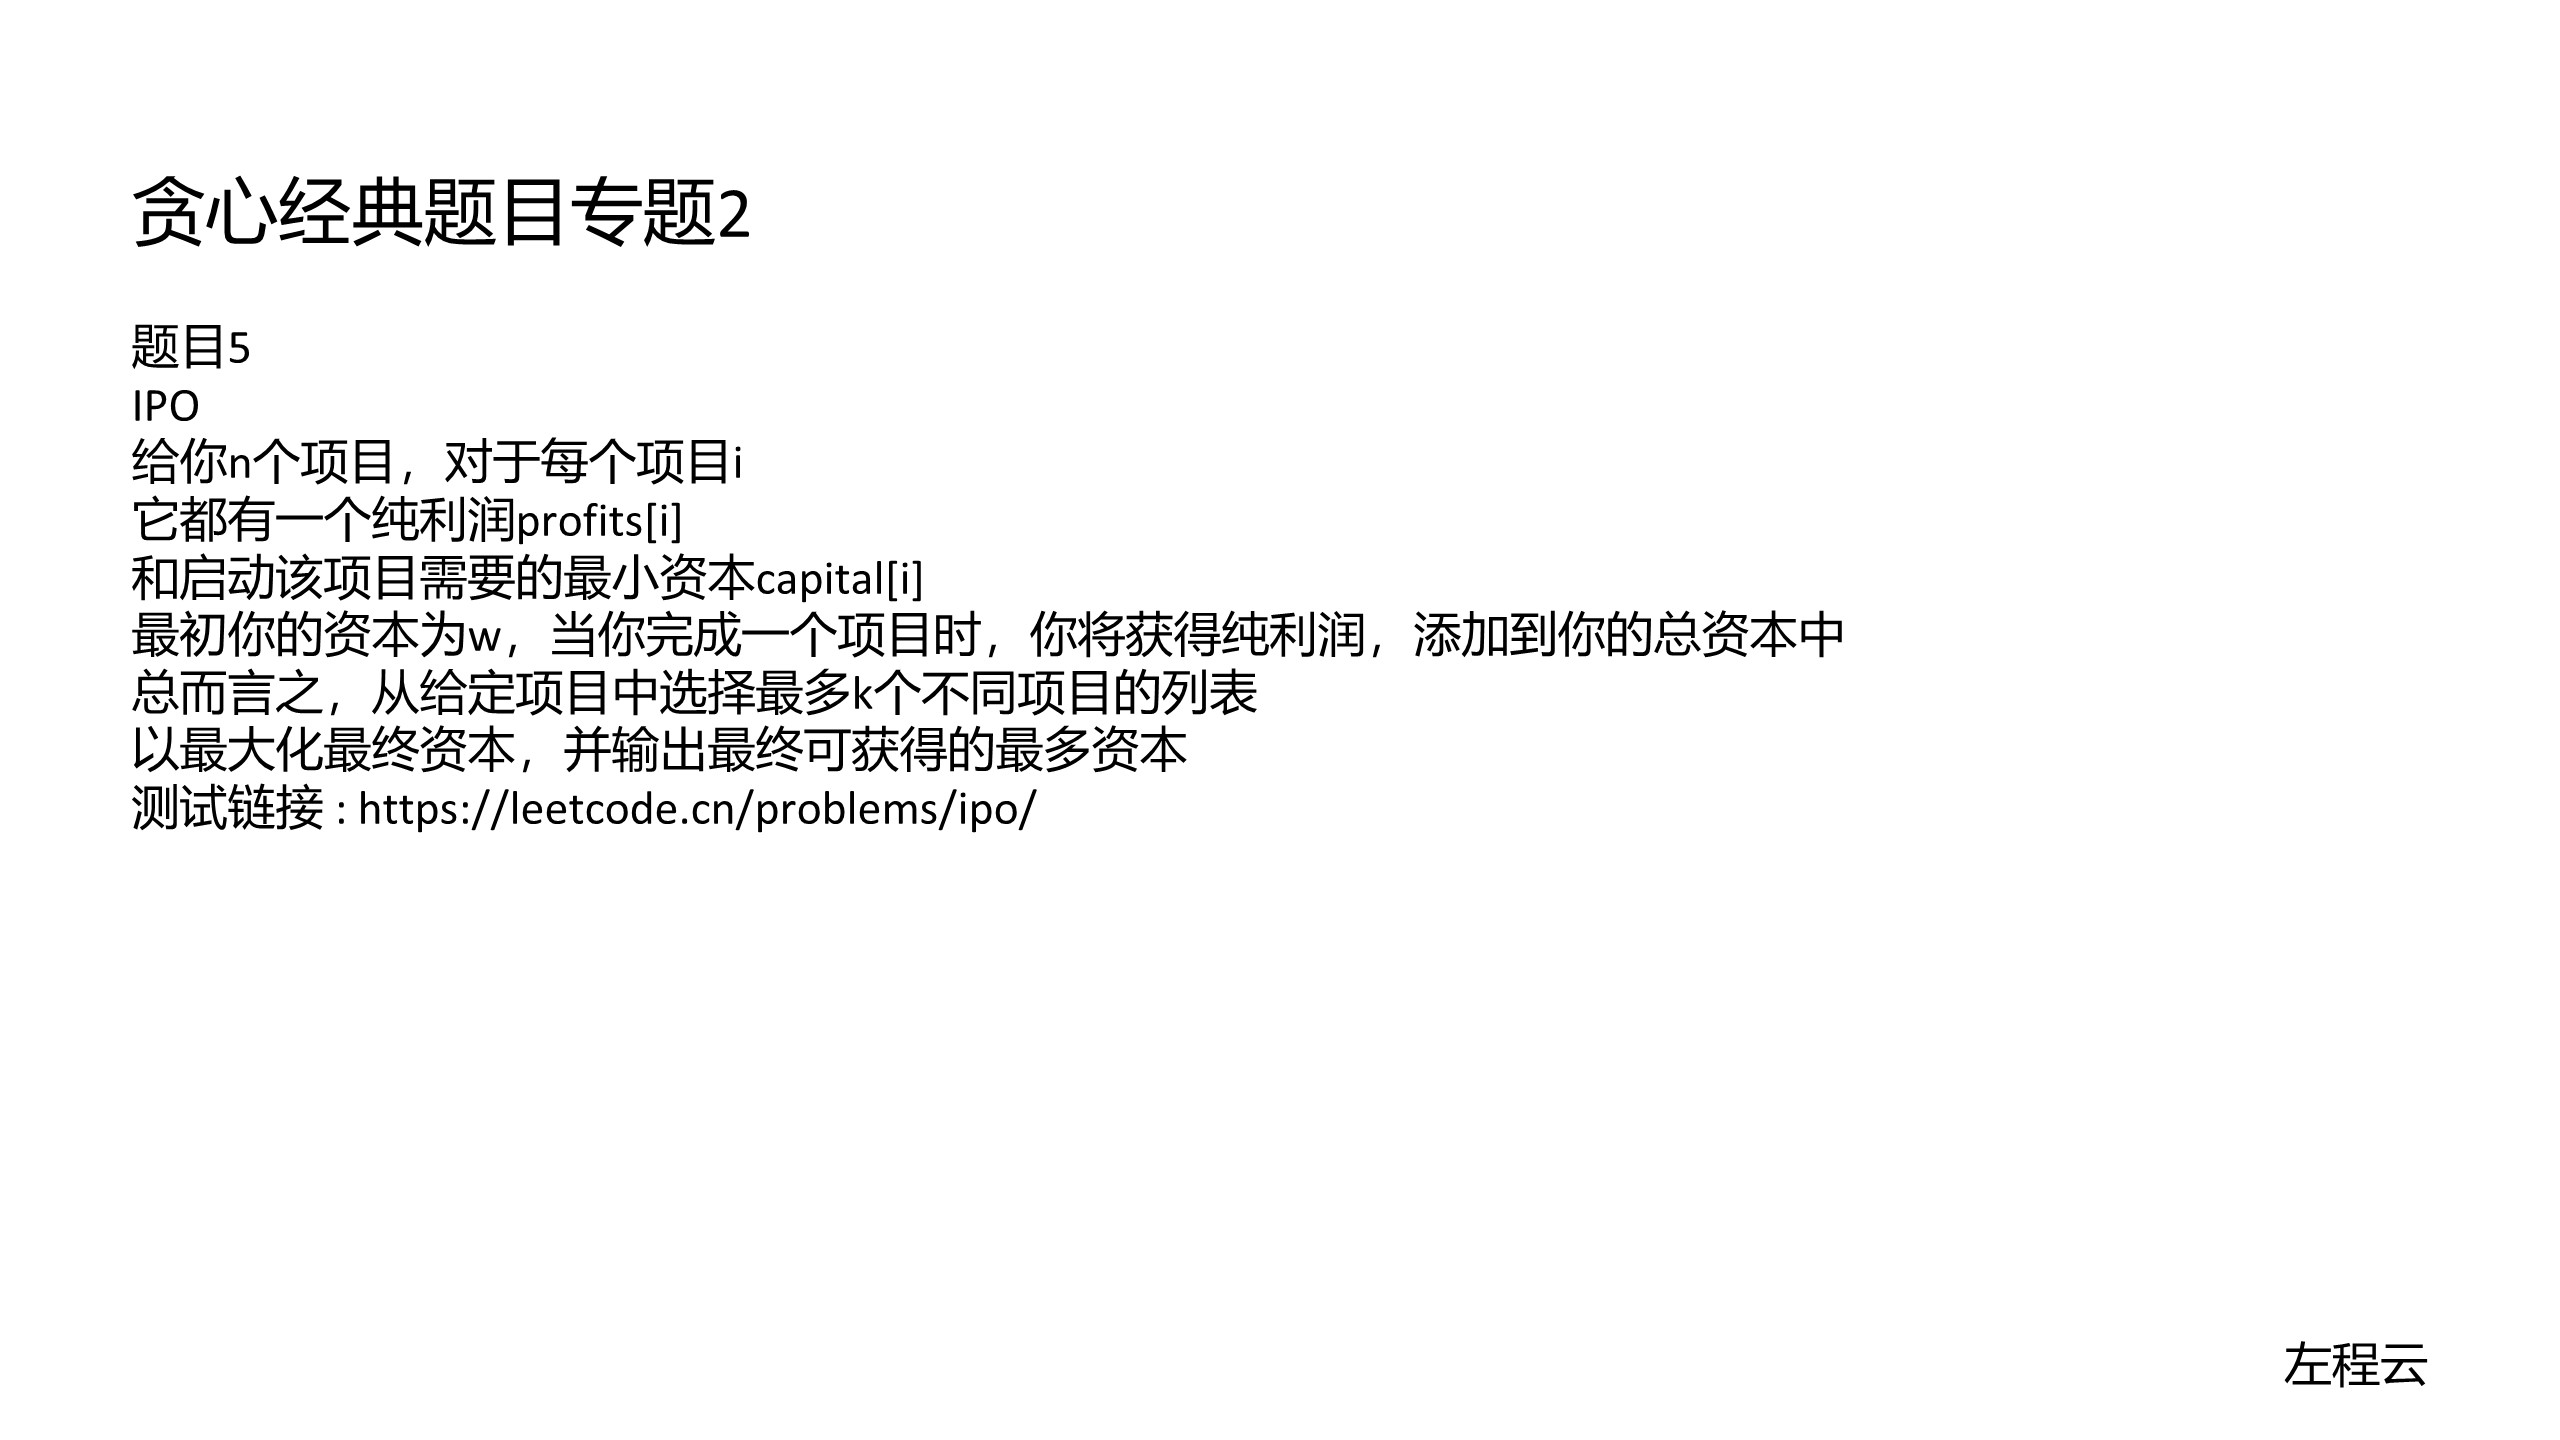 贪心经典题目专题2
题目5
IPO
给你n个项目，对于每个项目i
它都有一个纯利润profits[i]
和启动该项目需要的最小资本capital[i]
最初你的资本为w，当你完成一个项目时，你将获得纯利润，添加到你的总资本中
总而言之，从给定项目中选择最多k个不同项目的列表
以最大化最终资本，并输出最终可获得的最多资本
测试链接 : https://leetcode.cn/problems/ipo/
左程云